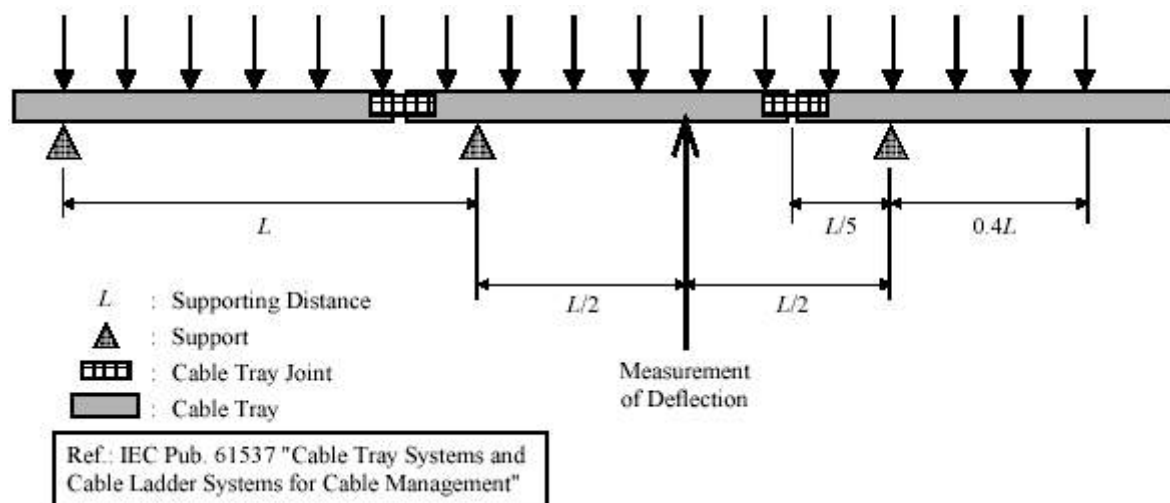 L
L/5
0.4L
L/2
L/2
L : Supporting Distance
: Support
: Cable Tray Joint
: Cable Tray
Measurement
of Deflection
Ref.: IEC Pub. 61537 "Cable Tray Systems and
Cable Ladder Systems for Cable Management"